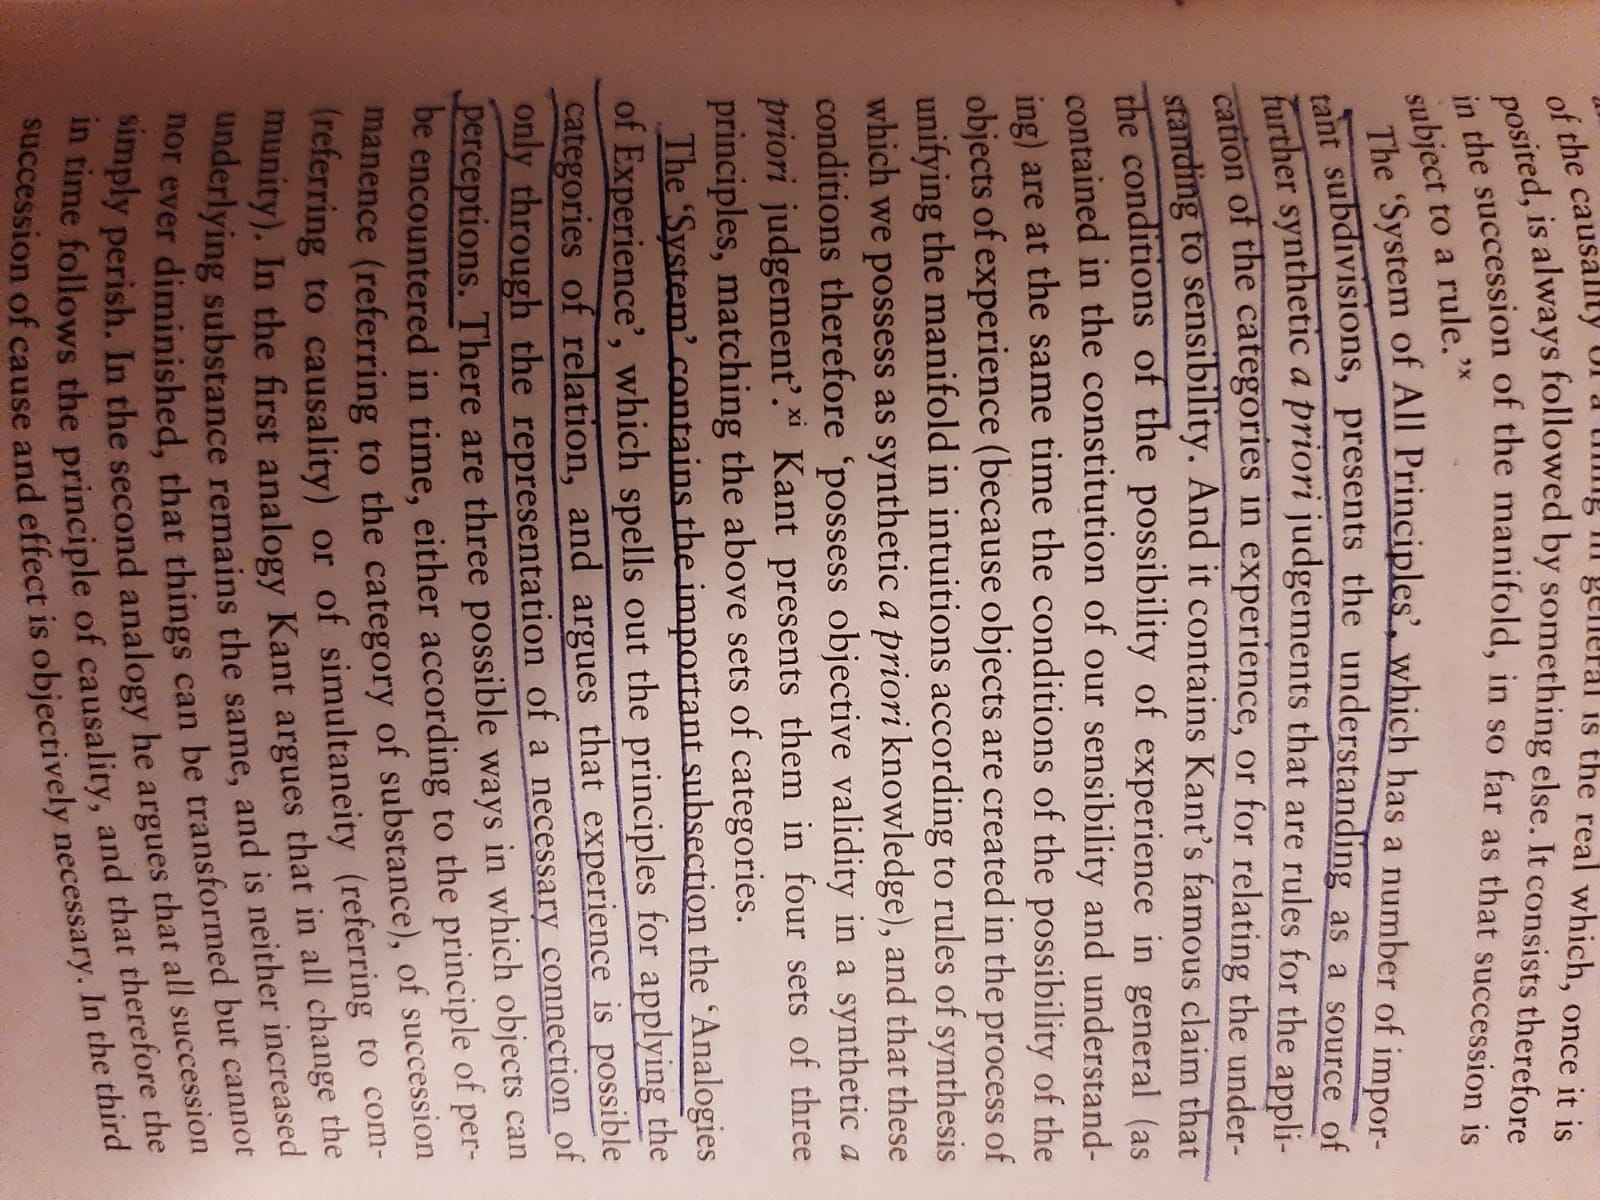 of the causality of a thing in general is the real which, once it is
posited, is always followed by something else. It consists therefore
in the succession of the manifold, in so far as that succession is
subject to a rule.’x
The ‘System of All Principles’, which has a number of impor-
tant subdivisions, presents the understanding as a source of
further synthetic a priori judgements that are rules for the appli-
cation of the categories in experience, or for relating the under-
standing to sensibility. And it contains Kant’s famous claim that
the conditions of the possibility of experience in general (as
contained in the constitution of our sensibility and understand-
ing) are at the same time the conditions of the possibility of the
objects of experience (because objects are created in the process of
unifying the manifold in intuitions according to rules of synthesis
which we possess as synthetic a priori knowledge), and that these
conditions therefore ‘possess objective validity in a synthetic a
priori judgement’.xi Kant presents them in four sets of three
principles, matching the above sets of categories.
The ‘System’ contains the important subsection the ‘Analogies
of Experience’, which spells out the principles for applying the
categories of relation, and argues that experience is possible
only through the representation of a necessary connection of
perceptions. There are three possible ways in which objects can
be encountered in time, either according to the principle of per-
manence (referring to the category of substance), of succession
(referring to causality) or of simultaneity (referring to com-
munity). In the first analogy Kant argues that in all change the
underlying substance remains the same, and is neither increased
nor ever diminished, that things can be transformed but cannot
simply perish. In the second analogy he argues that all succession
in time follows the principle of causality, and that therefore the
succession of cause and effect is objectively necessary. In the third